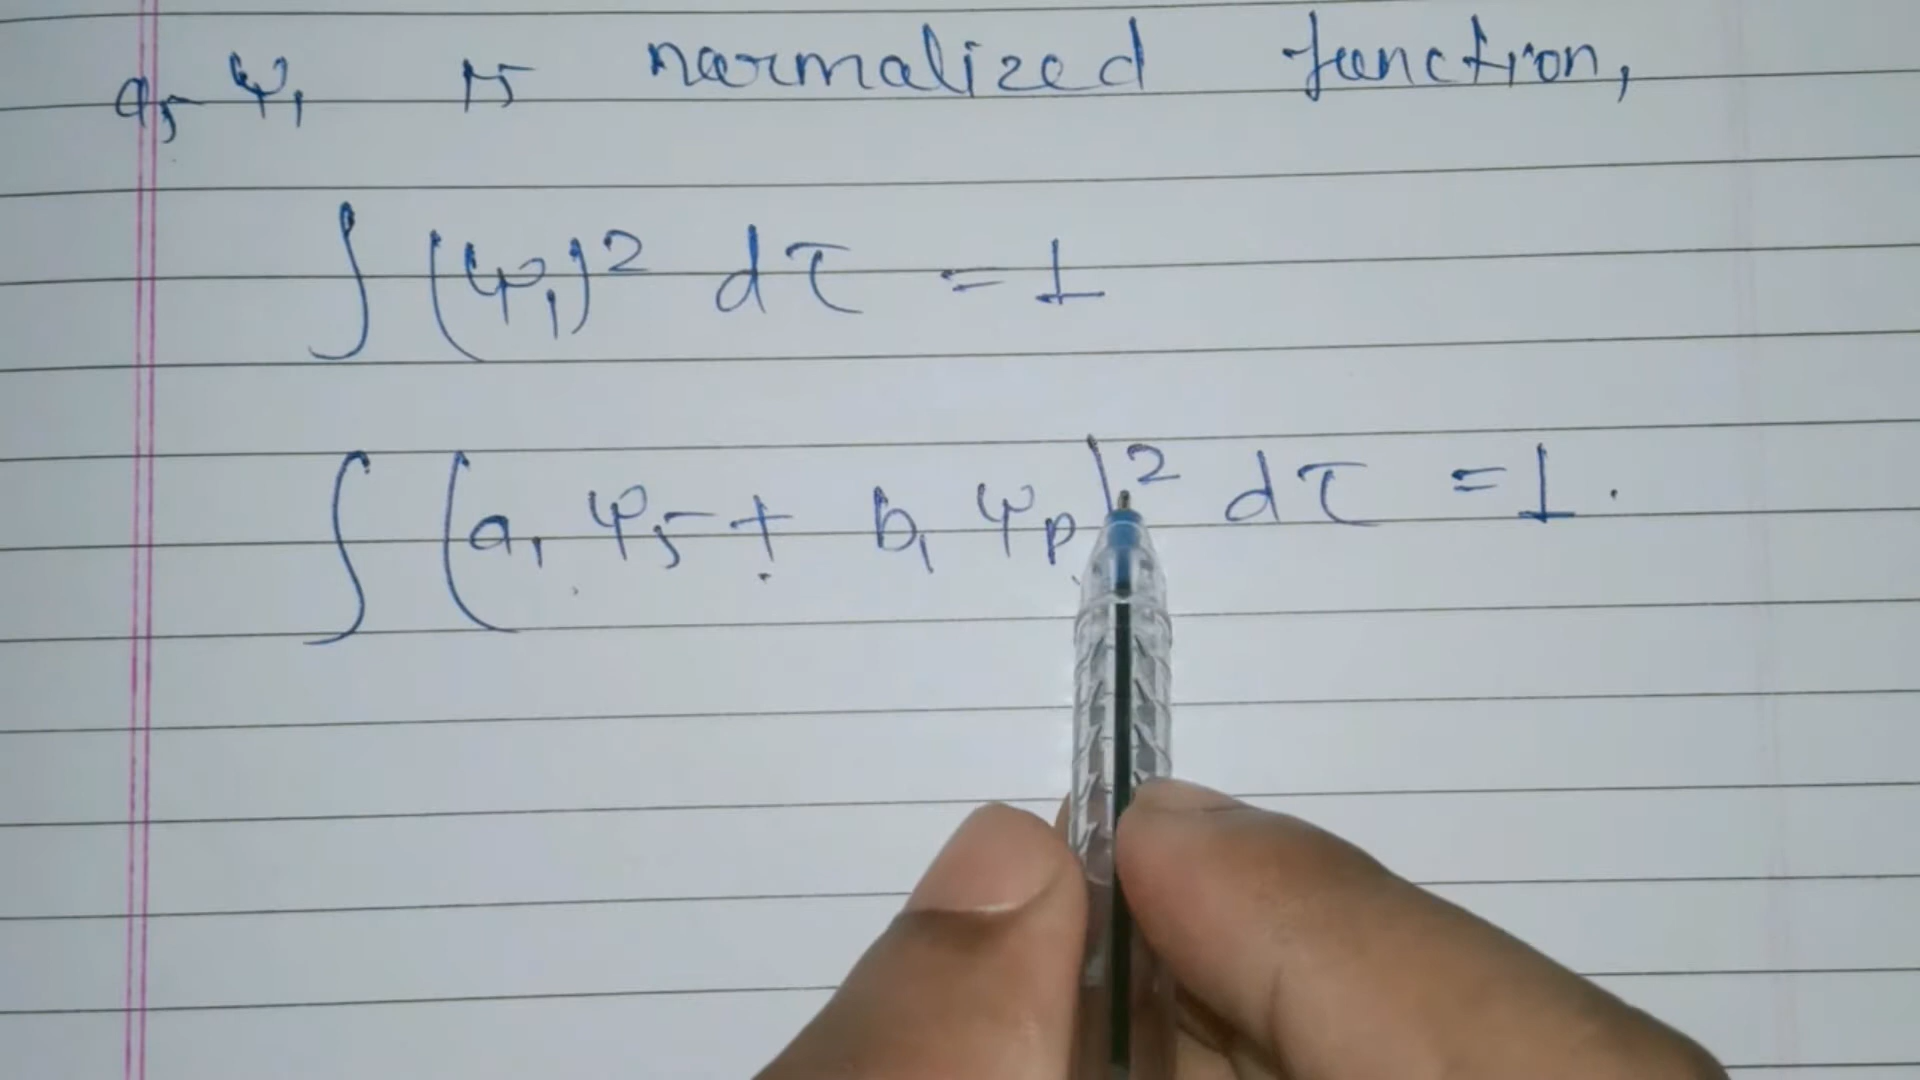 as ψ₁ is normalized function,
∫ (ψ₁)² dτ = 1
∫ (a₁ ψs + b₁ ψp)² dτ = 1.